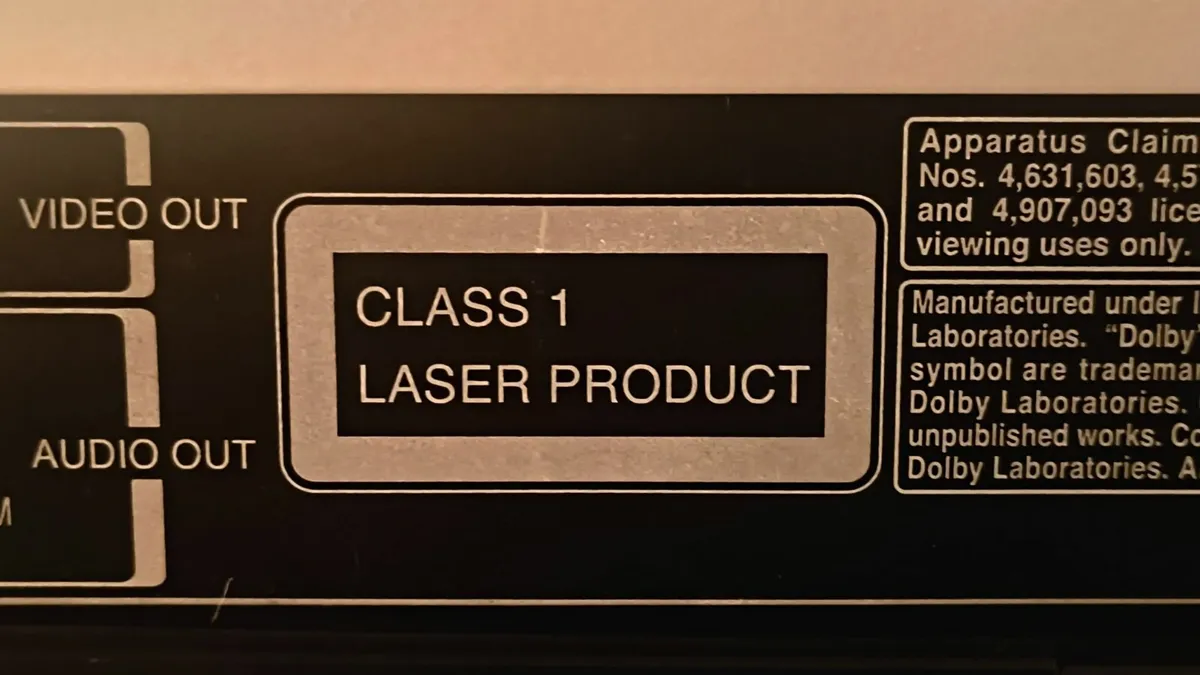 VIDEO OUT
AUDIO OUT
CLASS 1
LASER PRODUCT
Apparatus Claim
Nos. 4,631,603,
and 4,907,093
viewing uses only.
Manufactured under
Laboratories. “Dolby”
symbol are
Dolby Laboratories.
unpublished works.
Dolby Laboratories.